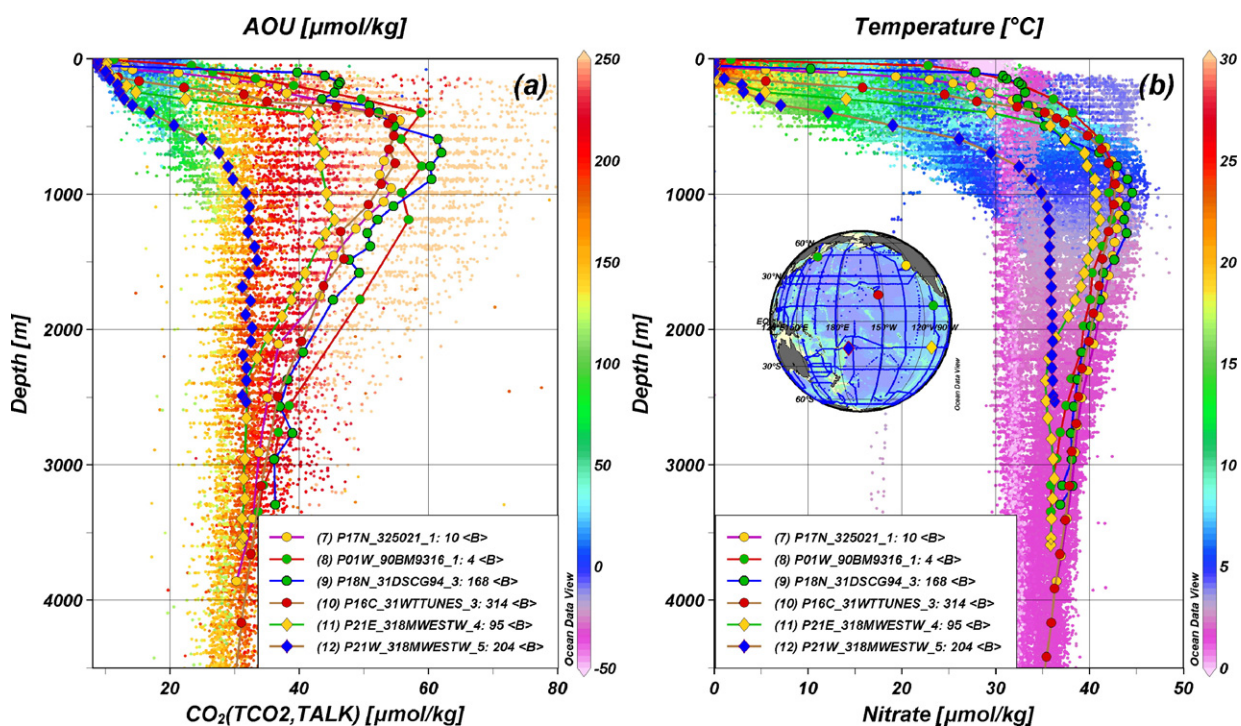 AOU [µmol/kg]
Temperature [°C]
(a)
(b)
0
1000
2000
3000
4000
Depth [m]
20
40
60
80
CO₂(TCO2,TALK) [µmol/kg]
250
200
150
100
50
0
-50
Ocean Data View
(7) P17N_325021_1: 10 <B>
(8) P01W_90BM9316_1: 4 <B>
(9) P18N_31DSCG94_3: 168 <B>
(10) P16C_31WTTUNES_3: 314 <B>
(11) P21E_318MWESTW_4: 95 <B>
(12) P21W_318MWESTW_5: 204 <B>
0
1000
2000
3000
4000
Depth [m]
0
10
20
30
40
50
Nitrate [µmol/kg]
30
25
20
15
10
5
0
Ocean Data View
60°N
30°N
180°E
150°W
120°W
90°W
30°S
60°S
Ocean Data View
(7) P17N_325021_1: 10 <B>
(8) P01W_90BM9316_1: 4 <B>
(9) P18N_31DSCG94_3: 168 <B>
(10) P16C_31WTTUNES_3: 314 <B>
(11) P21E_318MWESTW_4: 95 <B>
(12) P21W_318MWESTW_5: 204 <B>